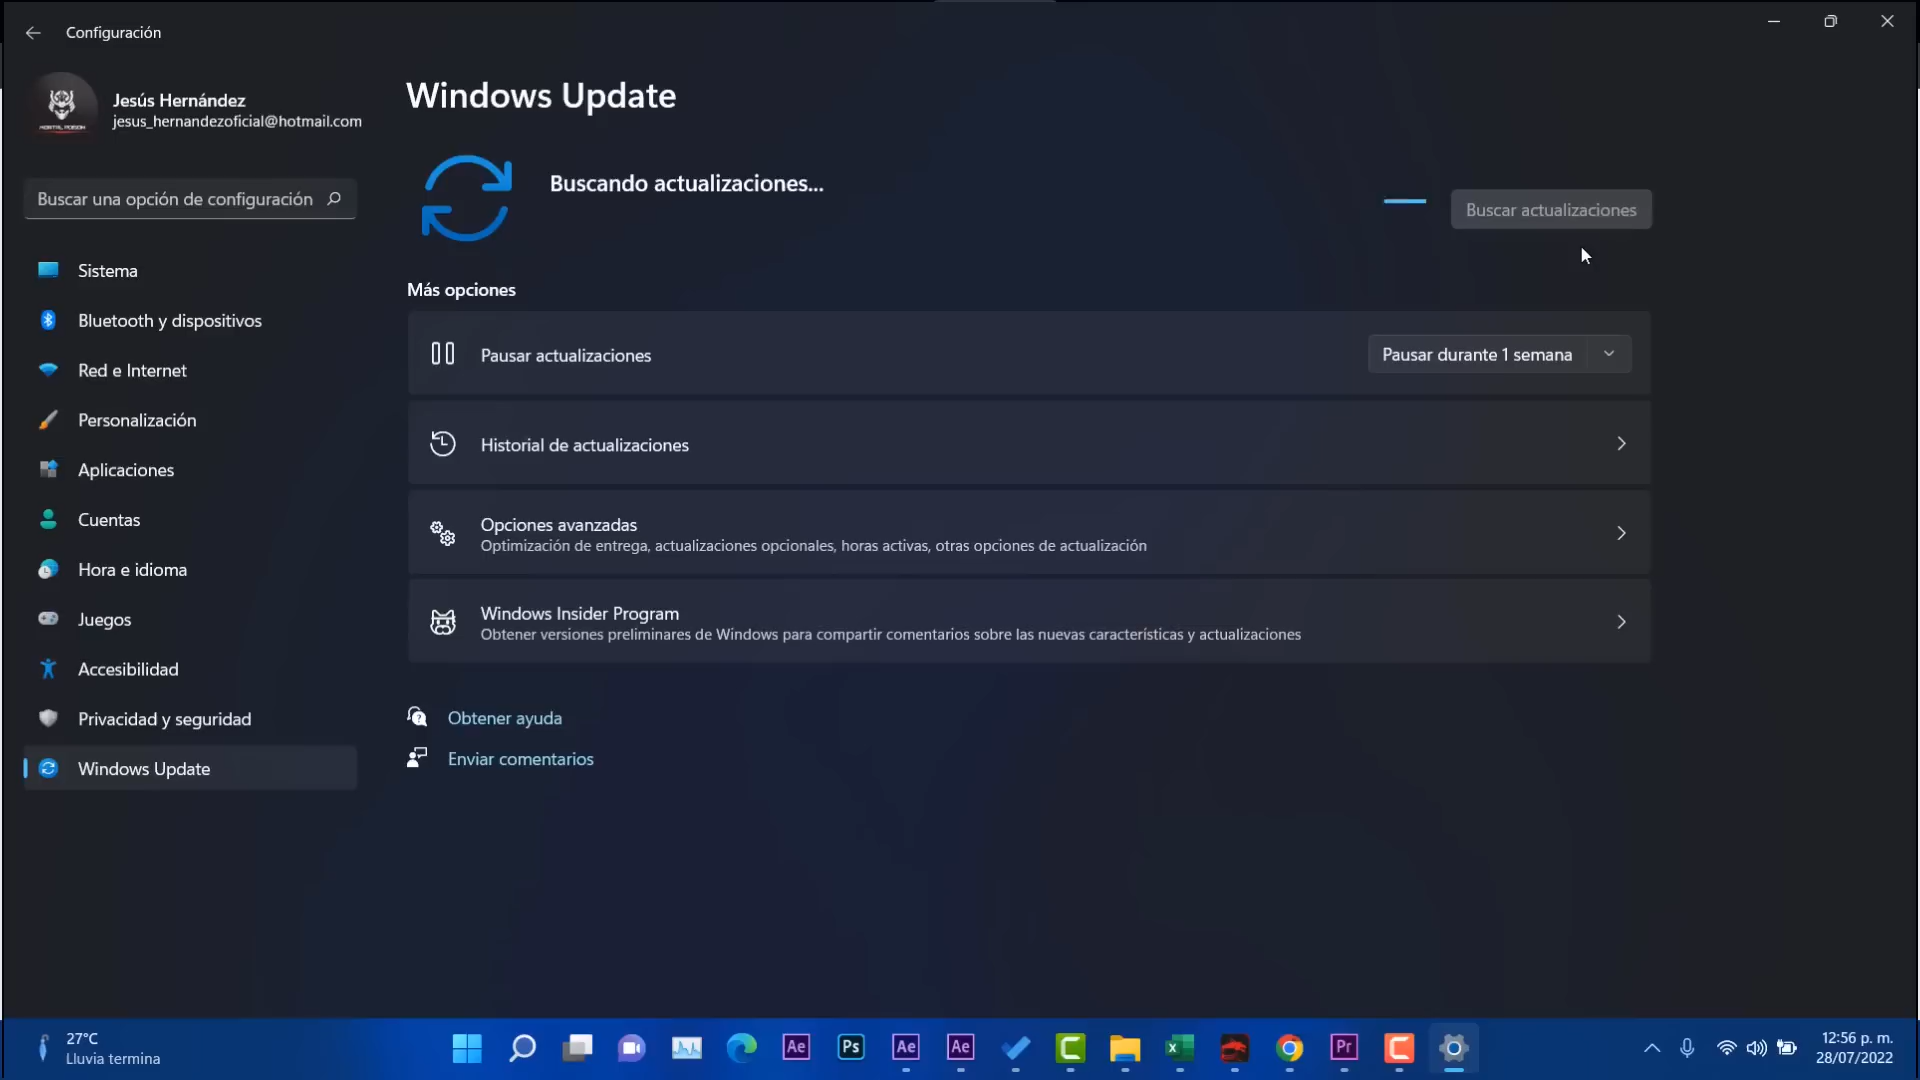 Configuración
Jesús Hernández
jesus_hernandezoficial@hotmail.com
Buscar una opción de configuración
Sistema
Bluetooth y dispositivos
Red e Internet
Personalización
Aplicaciones
Cuentas
Hora e idioma
Juegos
Accesibilidad
Privacidad y seguridad
Windows Update
Windows Update
Buscando actualizaciones...
Buscar actualizaciones
Más opciones
Pausar actualizaciones
Pausar durante 1 semana
Historial de actualizaciones
Opciones avanzadas
Optimización de entrega, actualizaciones opcionales, horas activas, otras opciones de actualización
Windows Insider Program
Obtener versiones preliminares de Windows para compartir comentarios sobre las nuevas características y actualizaciones
Obtener ayuda
Enviar comentarios
27°C
Lluvia termina
Ae
Ps
Ae
Ae
Pr
12:56 p. m.
28/07/2022